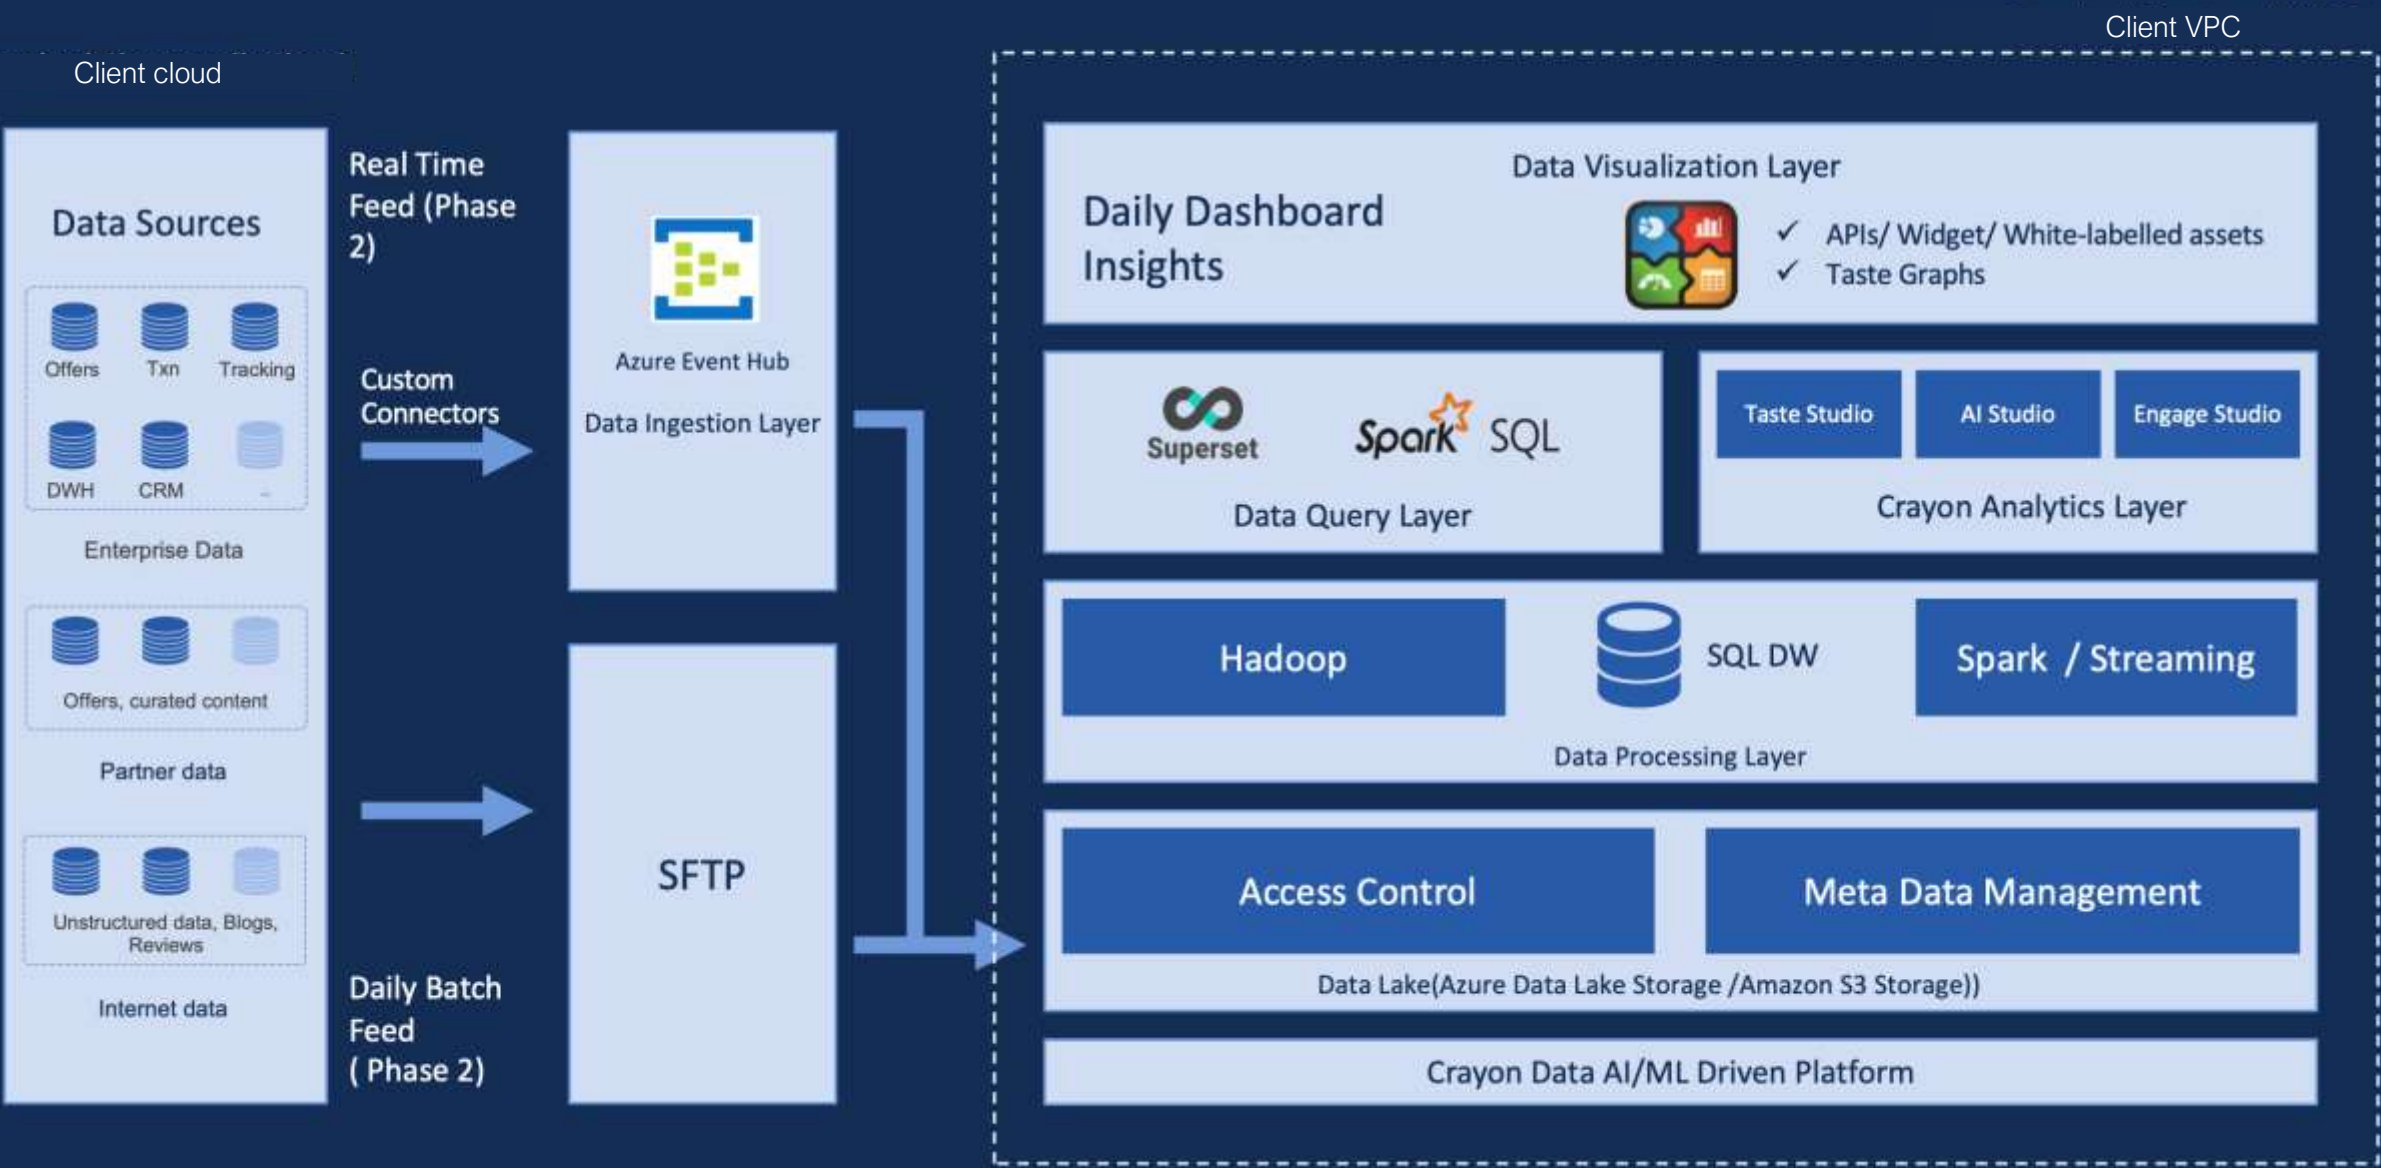 Client VPC
Client cloud
Data Sources
Offers
Txn
Tracking
DWH
CRM
..
Enterprise Data
Offers, curated content
Partner data
Unstructured data, Blogs,
Reviews
Internet data
Real Time
Feed (Phase
2)
Custom
Connectors
Daily Batch
Feed
( Phase 2)
Azure Event Hub
Data Ingestion Layer
SFTP
Data Visualization Layer
Daily Dashboard
Insights
✓ APIs/ Widget/ White-labelled assets
✓ Taste Graphs
Superset
Spark SQL
Data Query Layer
Taste Studio
AI Studio
Engage Studio
Crayon Analytics Layer
Hadoop
SQL DW
Spark / Streaming
Data Processing Layer
Access Control
Meta Data Management
Data Lake(Azure Data Lake Storage /Amazon S3 Storage))
Crayon Data AI/ML Driven Platform